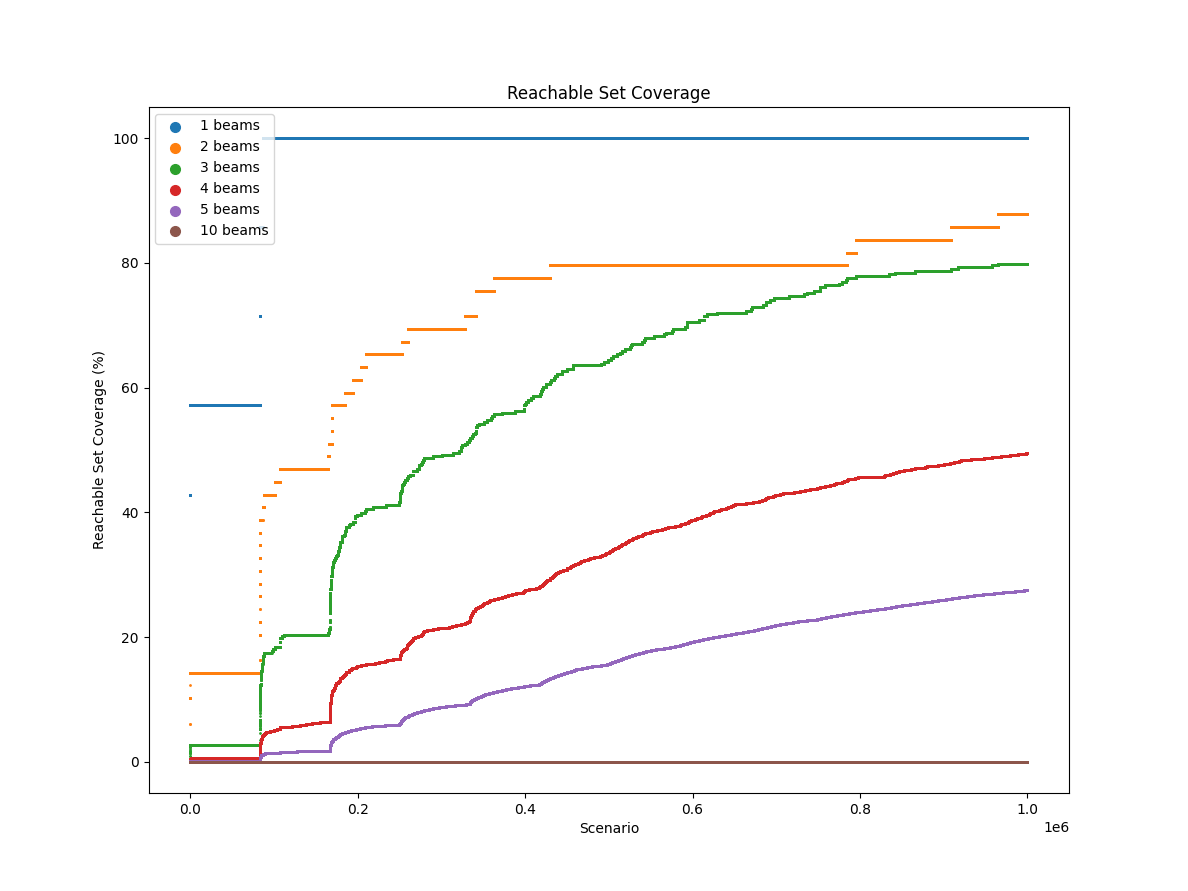 Reachable Set Coverage
1 beams
2 beams
3 beams
4 beams
5 beams
10 beams
100
80
60
40
20
0
Reachable Set Coverage (%)
0.0 0.2 0.4 0.6 0.8 1.0
1e6
Scenario